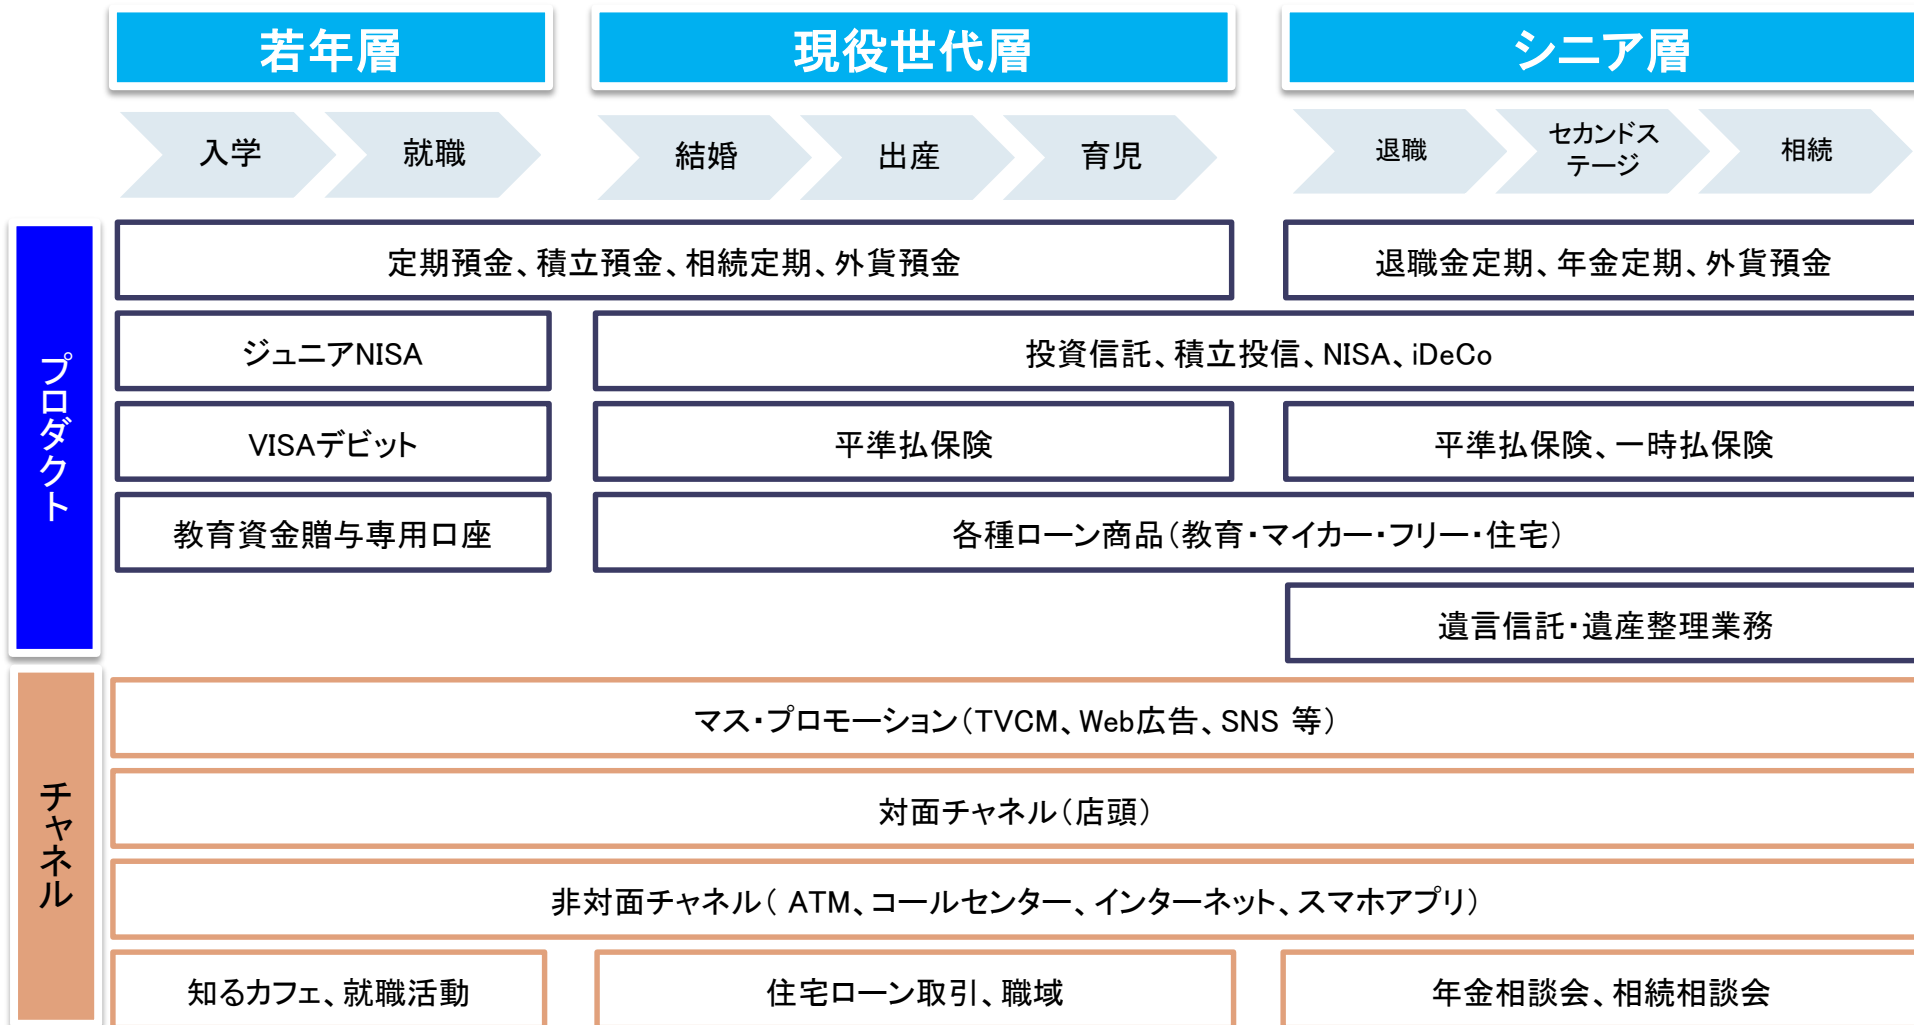 若年層
現役世代層
シニア層
入学
就職
結婚
出産
育児
退職
セカンドス
テージ
相続
プロダクト
定期預金、積立預金、相続定期、外貨預金
退職金定期、年金定期、外貨預金
ジュニアNISA
投資信託、積立投信、NISA、iDeCo
VISAデビット
平準払保険
平準払保険、一時払保険
教育資金贈与専用口座
各種ローン商品(教育・マイカー・フリー・住宅)
遺言信託・遺産整理業務
チャネル
マス・プロモーション(TVCM、Web広告、SNS 等)
対面チャネル(店頭)
非対面チャネル( ATM、コールセンター、インターネット、スマホアプリ)
知るカフェ、就職活動
住宅ローン取引、職域
年金相談会、相続相談会